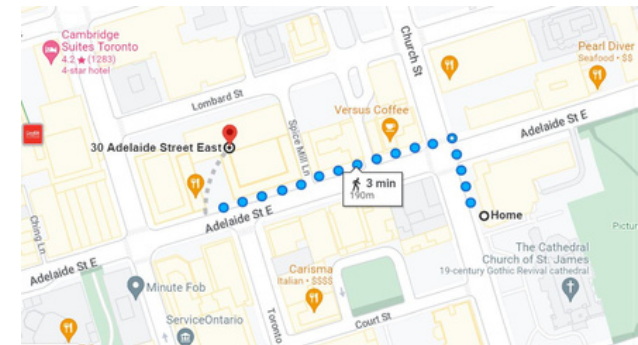 Cambridge
Suites Toronto
4.2 ★ (1283)
4-star hotel
Church St
Pearl Diver
Seafood • $$
Lombard St
Versus Coffee
Spice Mill Ln
Adelaide St E
30 Adelaide Street East
3 min
190m
Ching Ln
Adelaide St E
Home
Adelaide St E
The Cathedral
Church of St. James
19-century Gothic Revival cathedral
Pictur
Carisma
Italian • $$$$
Minute Fob
ServiceOntario
Toronto
Court St